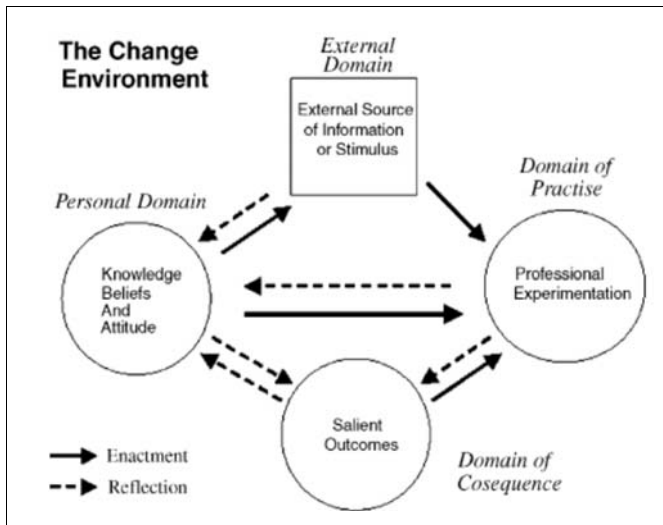 The Change
Environment
External
Domain
External Source
of Information
or Stimulus
Domain of
Practise
Personal Domain
Knowledge
Beliefs
And
Attitude
Professional
Experimentation
Salient
Outcomes
Domain of
Cosequence
Enactment
Reflection